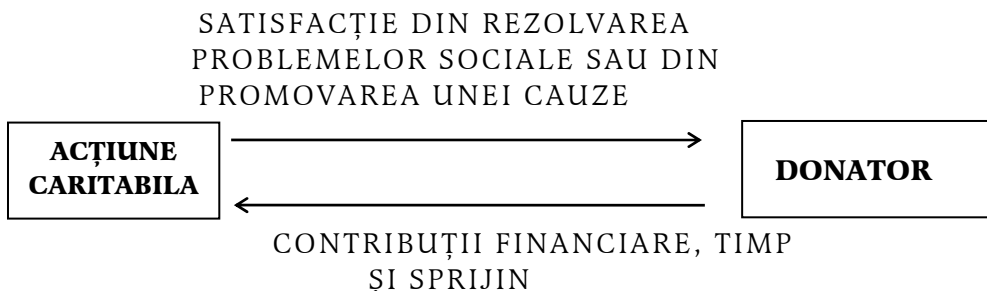 SATISFACȚIE DIN REZOLVAREA
PROBLEMELOR SOCIALE SAU DIN
PROMOVAREA UNEI CAUZE
ACȚIUNE
CARITABILA
DONATOR
CONTRIBUȚII FINANCIARE, TIMP
ȘI SPRIJIN